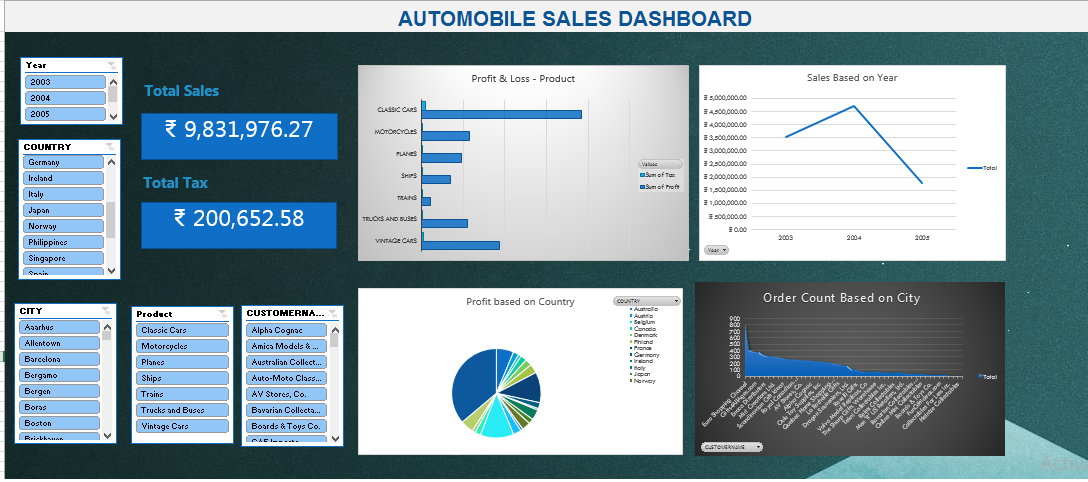 AUTOMOBILE SALES DASHBOARD
Year
2003
2004
2005
COUNTRY
Germany
Ireland
Italy
Japan
Norway
Philippines
Singapore
Spain
Total Sales
₹ 9,831,976.27
Total Tax
₹ 200,652.58
Profit & Loss - Product
CLASSIC CARS
MOTORCYCLES
PLANES
SHIPS
TRAINS
TRUCKS AND BUSES
VINTAGE CARS
Values
Sum of Tax
Sum of Profit
Sales Based on Year
₹ 5,000,000.00
₹ 4,500,000.00
₹ 4,000,000.00
₹ 3,500,000.00
₹ 3,000,000.00
₹ 2,500,000.00
₹ 2,000,000.00
₹ 1,500,000.00
₹ 1,000,000.00
₹ 500,000.00
₹ 0.00
2003 2004 2005
Total
Year
CITY
Aarhus
Allentown
Barcelona
Bergamo
Bergen
Boras
Boston
Brickhaven
Product
Classic Cars
Motorcycles
Planes
Ships
Trains
Trucks and Buses
Vintage Cars
CUSTOMERNA...
Alpha Cognac
Amica Models & ...
Australian Collect...
Auto-Moto Class...
AV Stores, Co.
Bavarian Collecta...
Boards & Toys Co.
CAF Imports
Profit based on Country
COUNTRY
Australia
Austria
Belgium
Canada
Denmark
Finland
France
Germany
Ireland
Italy
Japan
Norway
Order Count Based on City
900
800
700
600
500
400
300
200
100
0
Total
CUSTOMERNAME